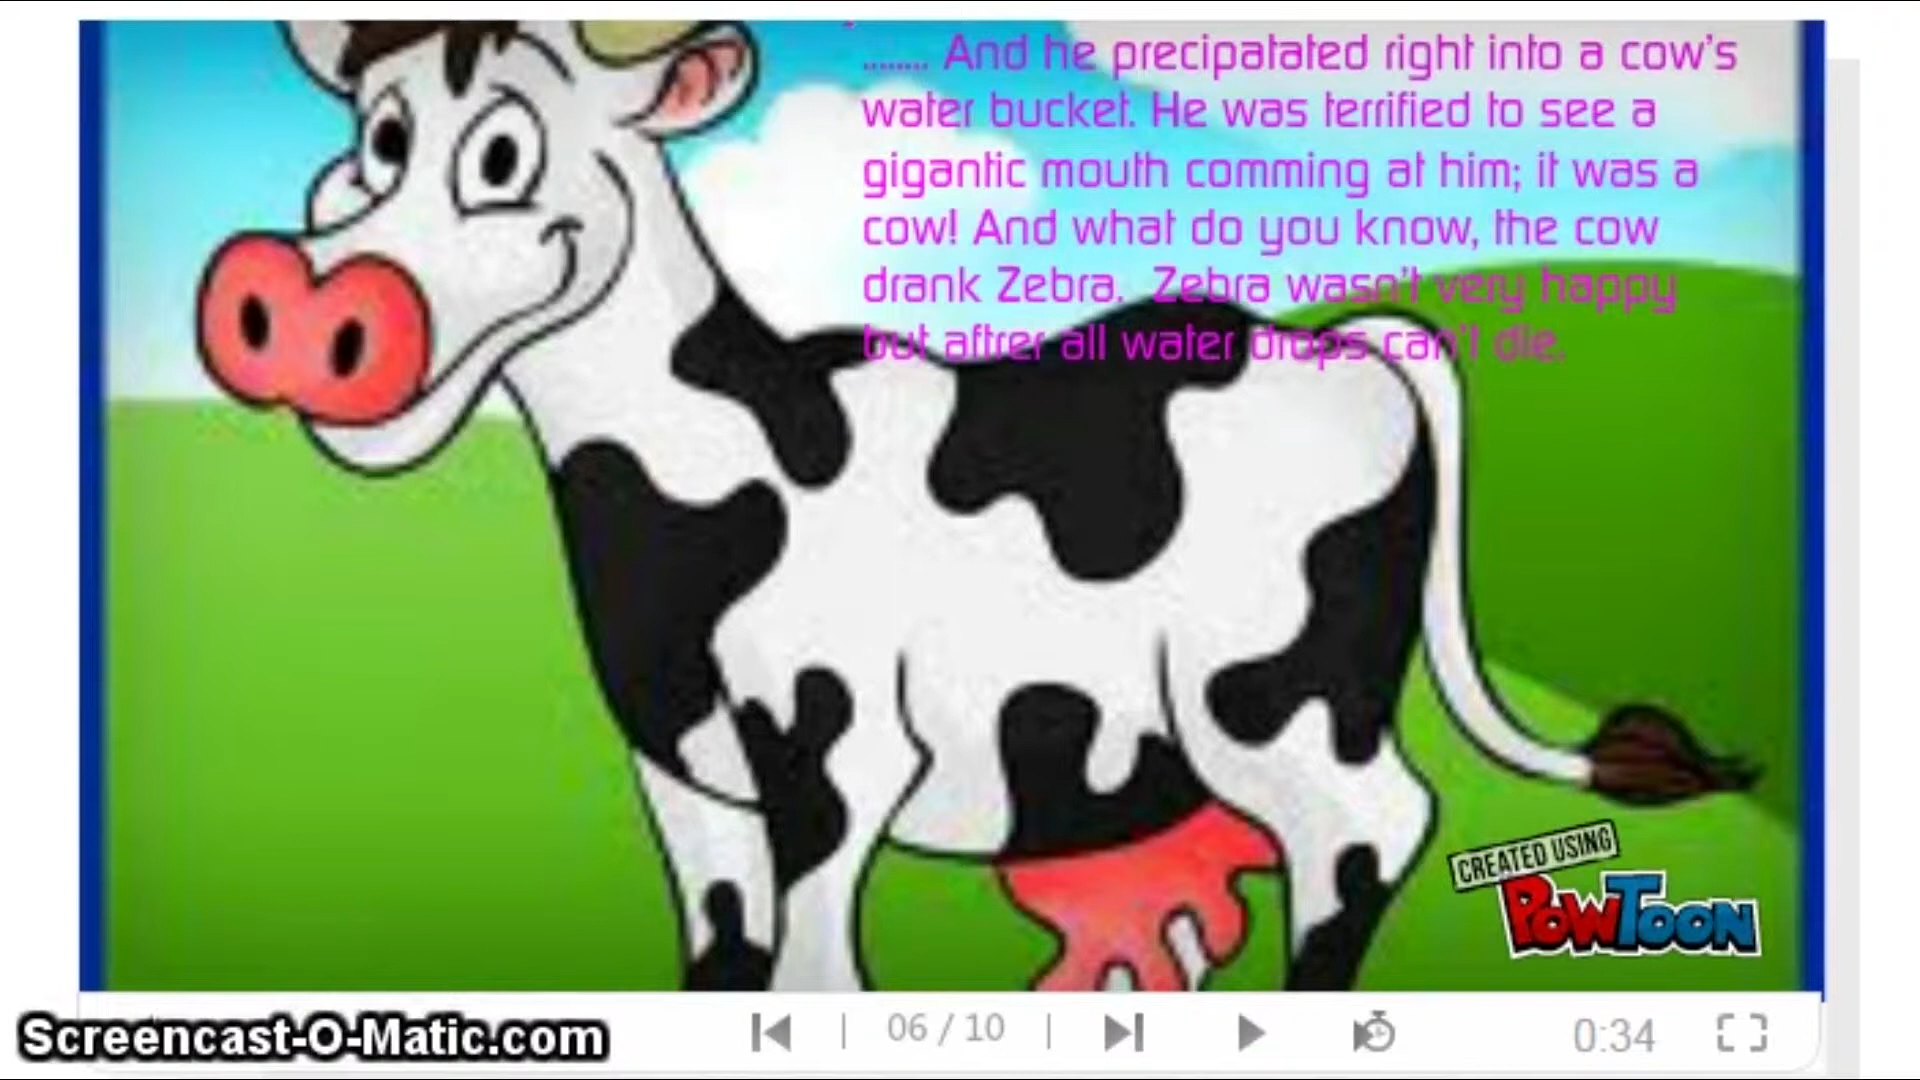 ........ And he precipatated right into a cow's
water bucket. He was terrified to see a
gigantic mouth comming at him; it was a
cow! And what do you know, the cow
drank Zebra. Zebra wasn't very happy
but aftrer all water drops can't die.
CREATED USING
POWTOON
Screencast-O-Matic.com
06 / 10
0:34